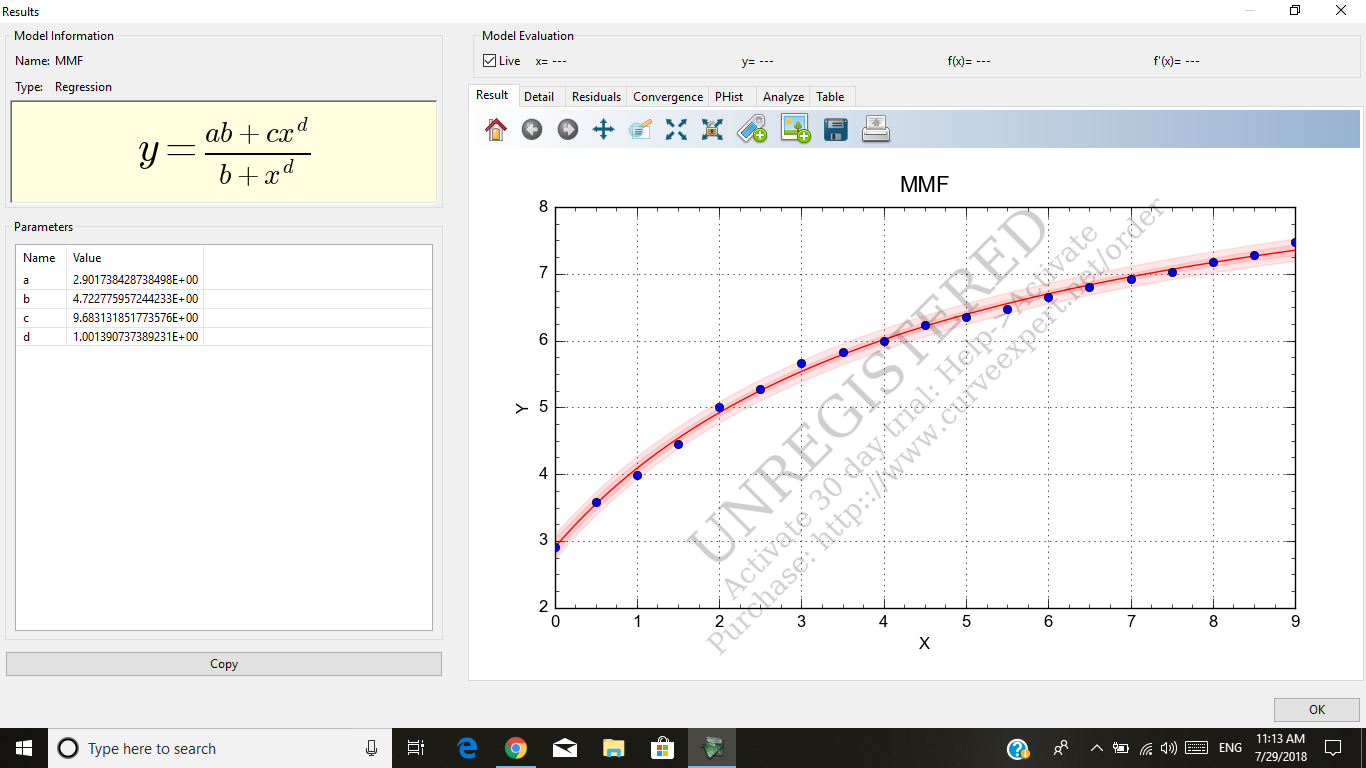 Results
Model Information
Name: MMF
Type: Regression
y = (ab + cx^d) / (b + x^d)
Parameters
Name Value
a 2.901738428738498E+00
b 4.722775957244233E+00
c 9.683131851773576E+00
d 1.001390737389231E+00
Copy
Model Evaluation
Live x= --- y= --- f(x)= --- f'(x)= ---
Result Detail Residuals Convergence PHist Analyze Table
MMF
8
7
6
5
4
3
2
Y
0 1 2 3 4 5 6 7 8 9
X
UNREGISTERED
Activate 30 day trial: Help->Activate
Purchase: http:://www.curveexpert.net/order
OK
Type here to search
ENG
11:13 AM
7/29/2018